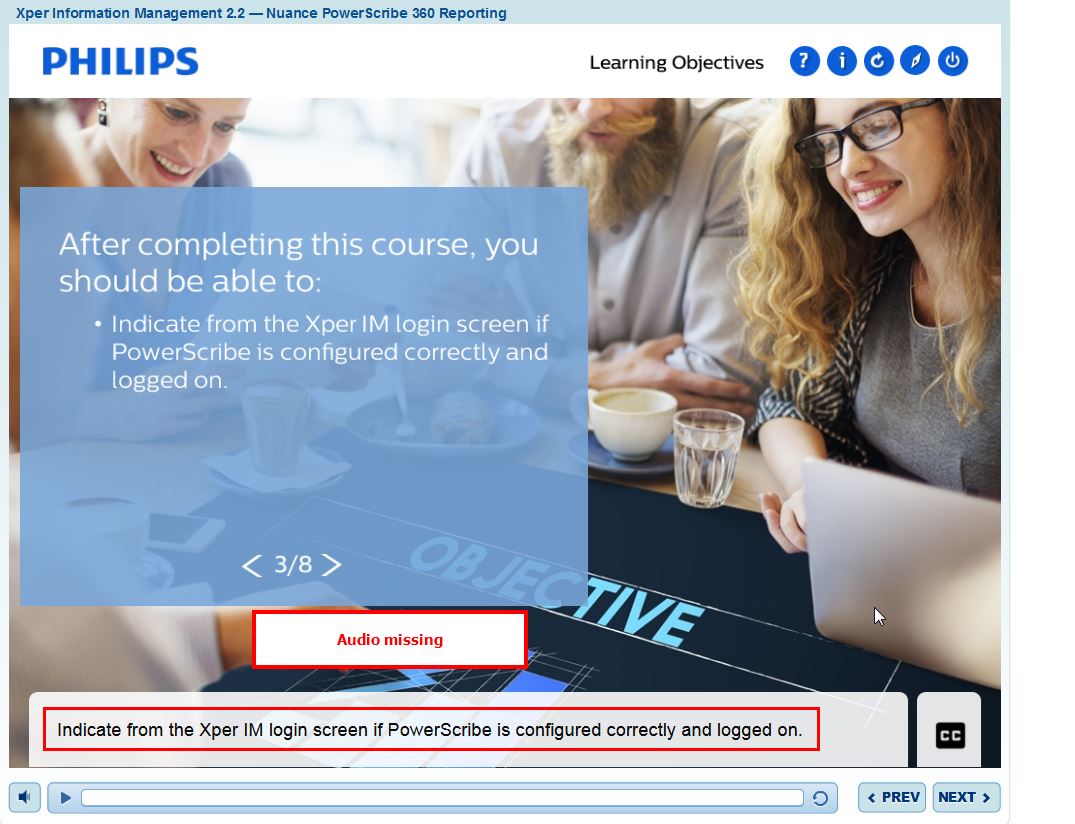 Xper Information Management 2.2 — Nuance PowerScribe 360 Reporting
PHILIPS
Learning Objectives
?
i
After completing this course, you
should be able to:
• Indicate from the Xper IM login screen if
PowerScribe is configured correctly and
logged on.
< 3/8 >
OBJECTIVE
Audio missing
Indicate from the Xper IM login screen if PowerScribe is configured correctly and logged on.
CC
< PREV
NEXT >